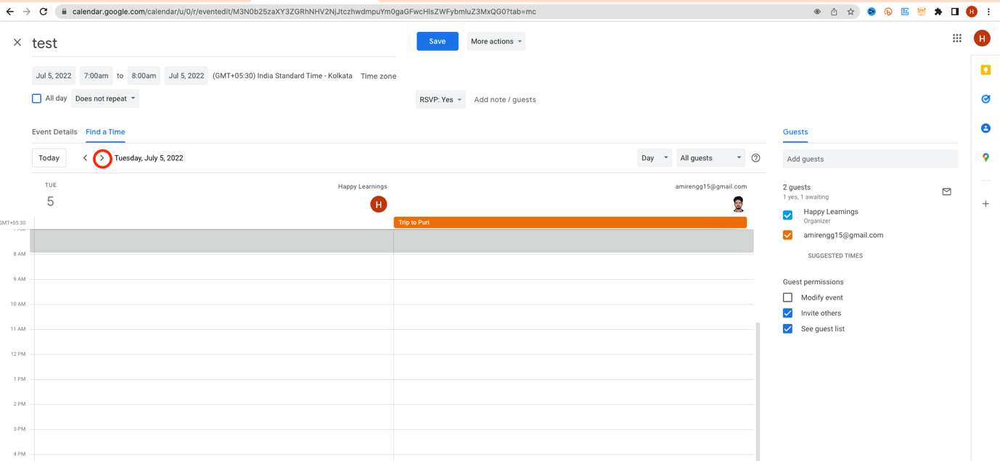 calendar.google.com/calendar/u/0/r/eventedit/M3N0b25zaXY3ZGRhNHV2NjJtczhwdmpuYm0gaGFwcHlsZWFybmluZ3MxQG0?tab=mc
H
test
Save
More actions
H
Jul 5, 2022 7:00am to 8:00am Jul 5, 2022 (GMT+05:30) India Standard Time - Kolkata Time zone
All day Does not repeat
RSVP: Yes Add note / guests
Event Details Find a Time
Guests
Today
Tuesday, July 5, 2022
Day All guests
Add guests
TUE
5
Happy Learnings
H
amirengg15@gmail.com
2 guests
1 yes, 1 awaiting
Happy Learnings
Organizer
amirengg15@gmail.com
SUGGESTED TIMES
Guest permissions
Modify event
Invite others
See guest list
GMT+05:30
Trip to Puri
8 AM
9 AM
10 AM
11 AM
12 PM
1 PM
2 PM
3 PM
4 PM